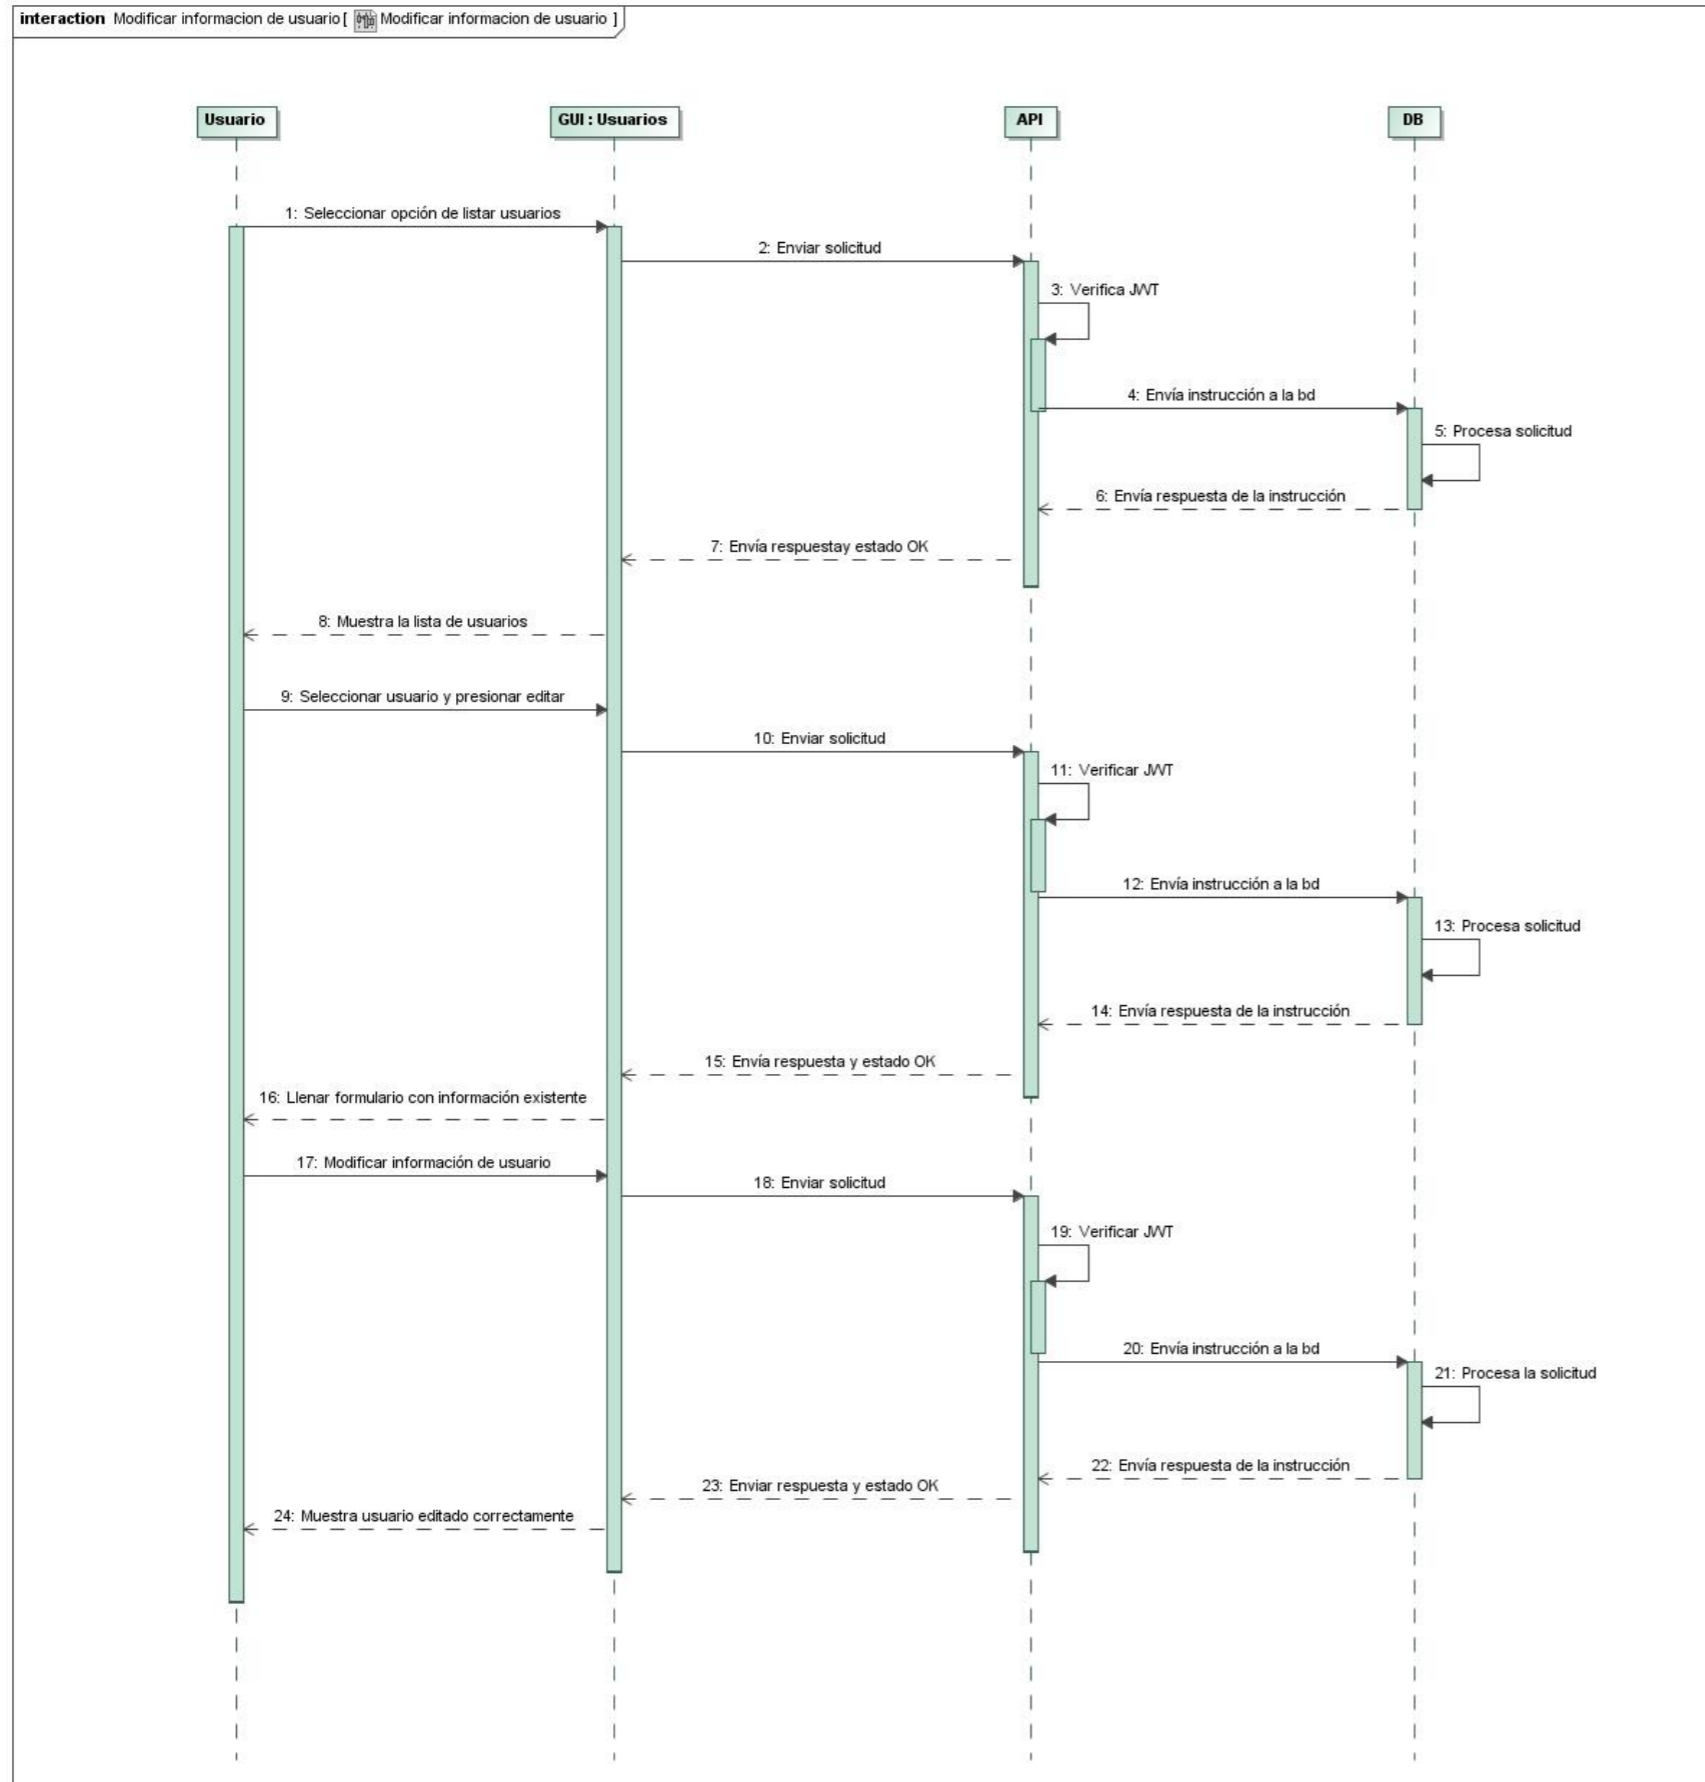 interaction Modificar informacion de usuario [ Modificar informacion de usuario ]
Usuario
GUI : Usuarios
API
DB
1: Seleccionar opción de listar usuarios
2: Enviar solicitud
3: Verifica JWT
4: Envía instrucción a la bd
5: Procesa solicitud
6: Envía respuesta de la instrucción
7: Envía respuestay estado OK
8: Muestra la lista de usuarios
9: Seleccionar usuario y presionar editar
10: Enviar solicitud
11: Verificar JWT
12: Envía instrucción a la bd
13: Procesa solicitud
14: Envía respuesta de la instrucción
15: Envía respuesta y estado OK
16: Llenar formulario con información existente
17: Modificar información de usuario
18: Enviar solicitud
19: Verificar JWT
20: Envía instrucción a la bd
21: Procesa la solicitud
22: Envía respuesta de la instrucción
23: Enviar respuesta y estado OK
24: Muestra usuario editado correctamente